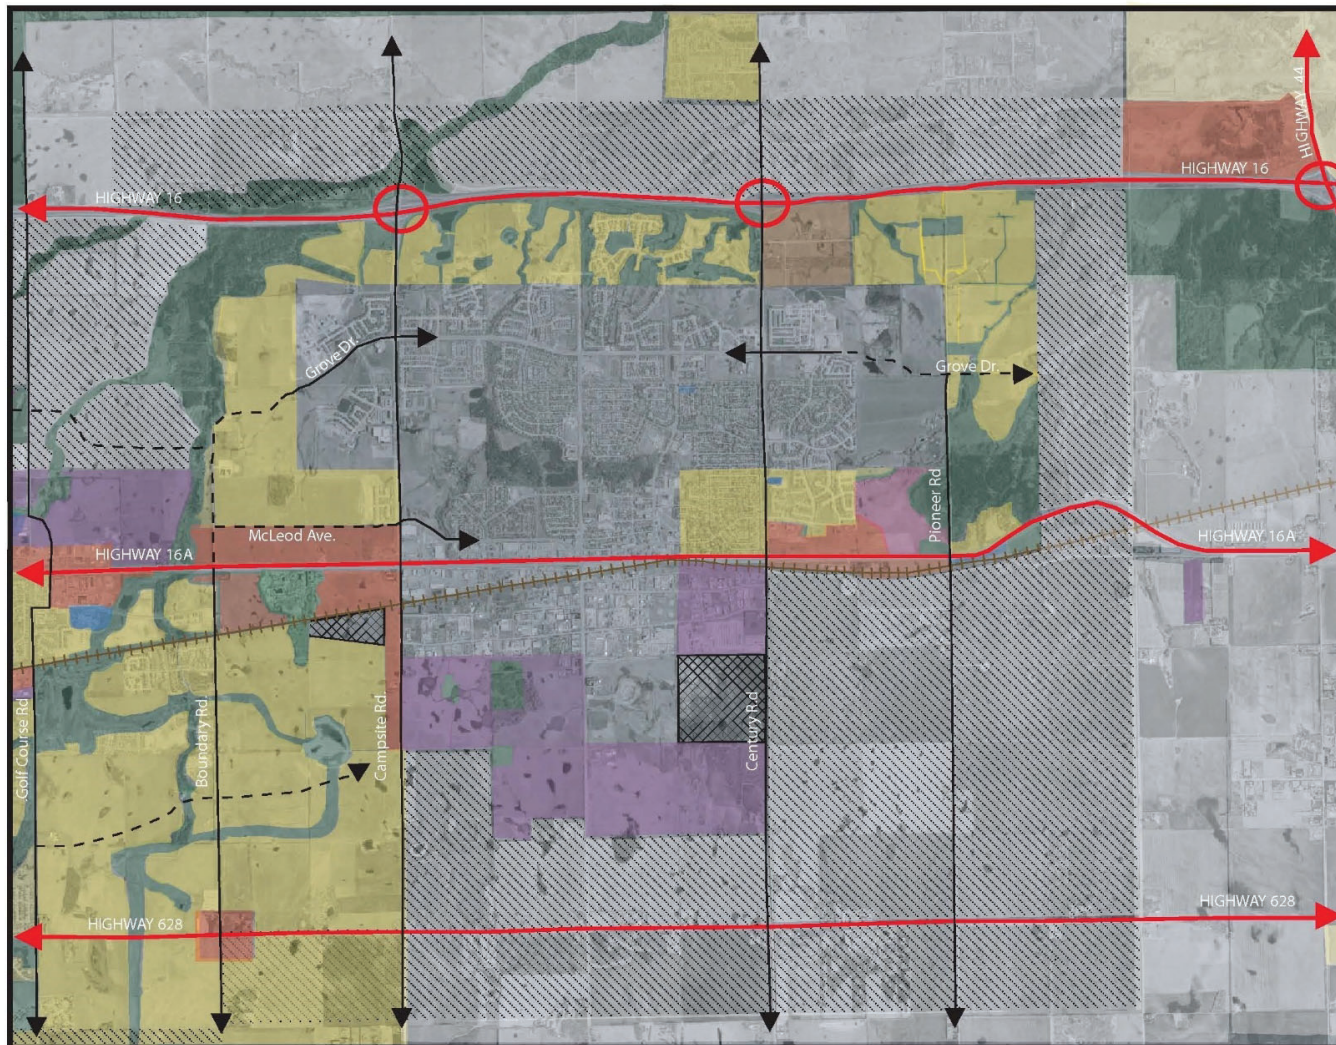 HIGHWAY 44
HIGHWAY 16
HIGHWAY 16
Grove Dr.
Grove Dr.
Pioneer Rd
McLeod Ave.
HIGHWAY 16A
HIGHWAY 16A
Golf Course Rd
Boundary Rd.
Campsite Rd.
Century Rd
HIGHWAY 628
HIGHWAY 628